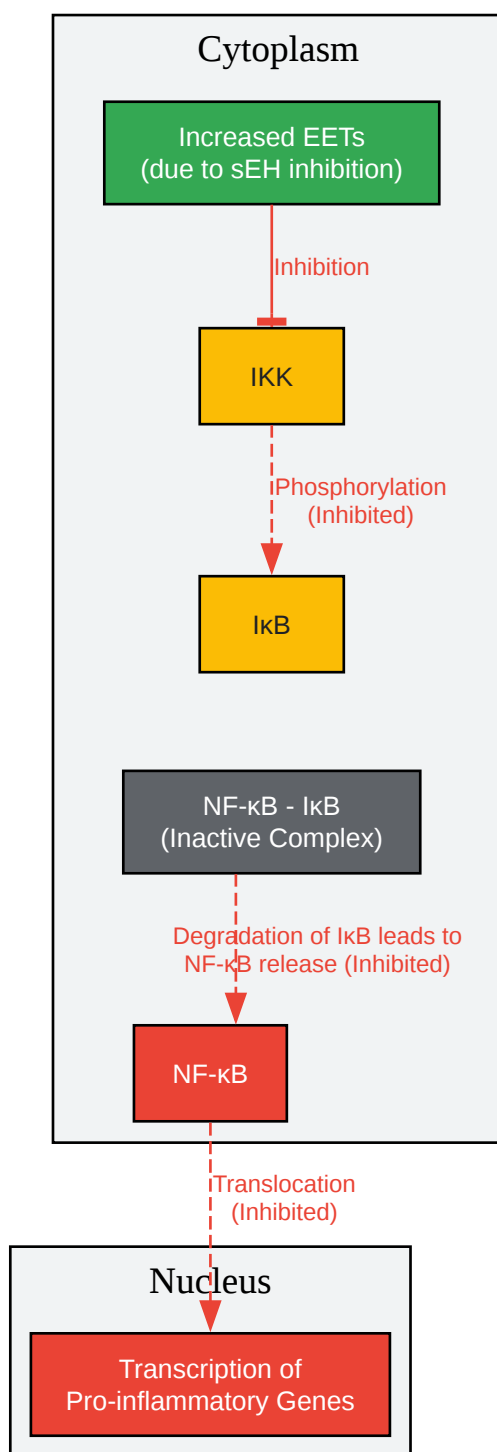 Cytoplasm
Increased EETs
(due to sEH inhibition)
Inhibition
IKK
Phosphorylation
(Inhibited)
IκB
NF-κB - IκB
(Inactive Complex)
Degradation of IκB leads to
NF-κB release (Inhibited)
NF-κB
Translocation
(Inhibited)
Nucleus
Transcription of
Pro-inflammatory Genes